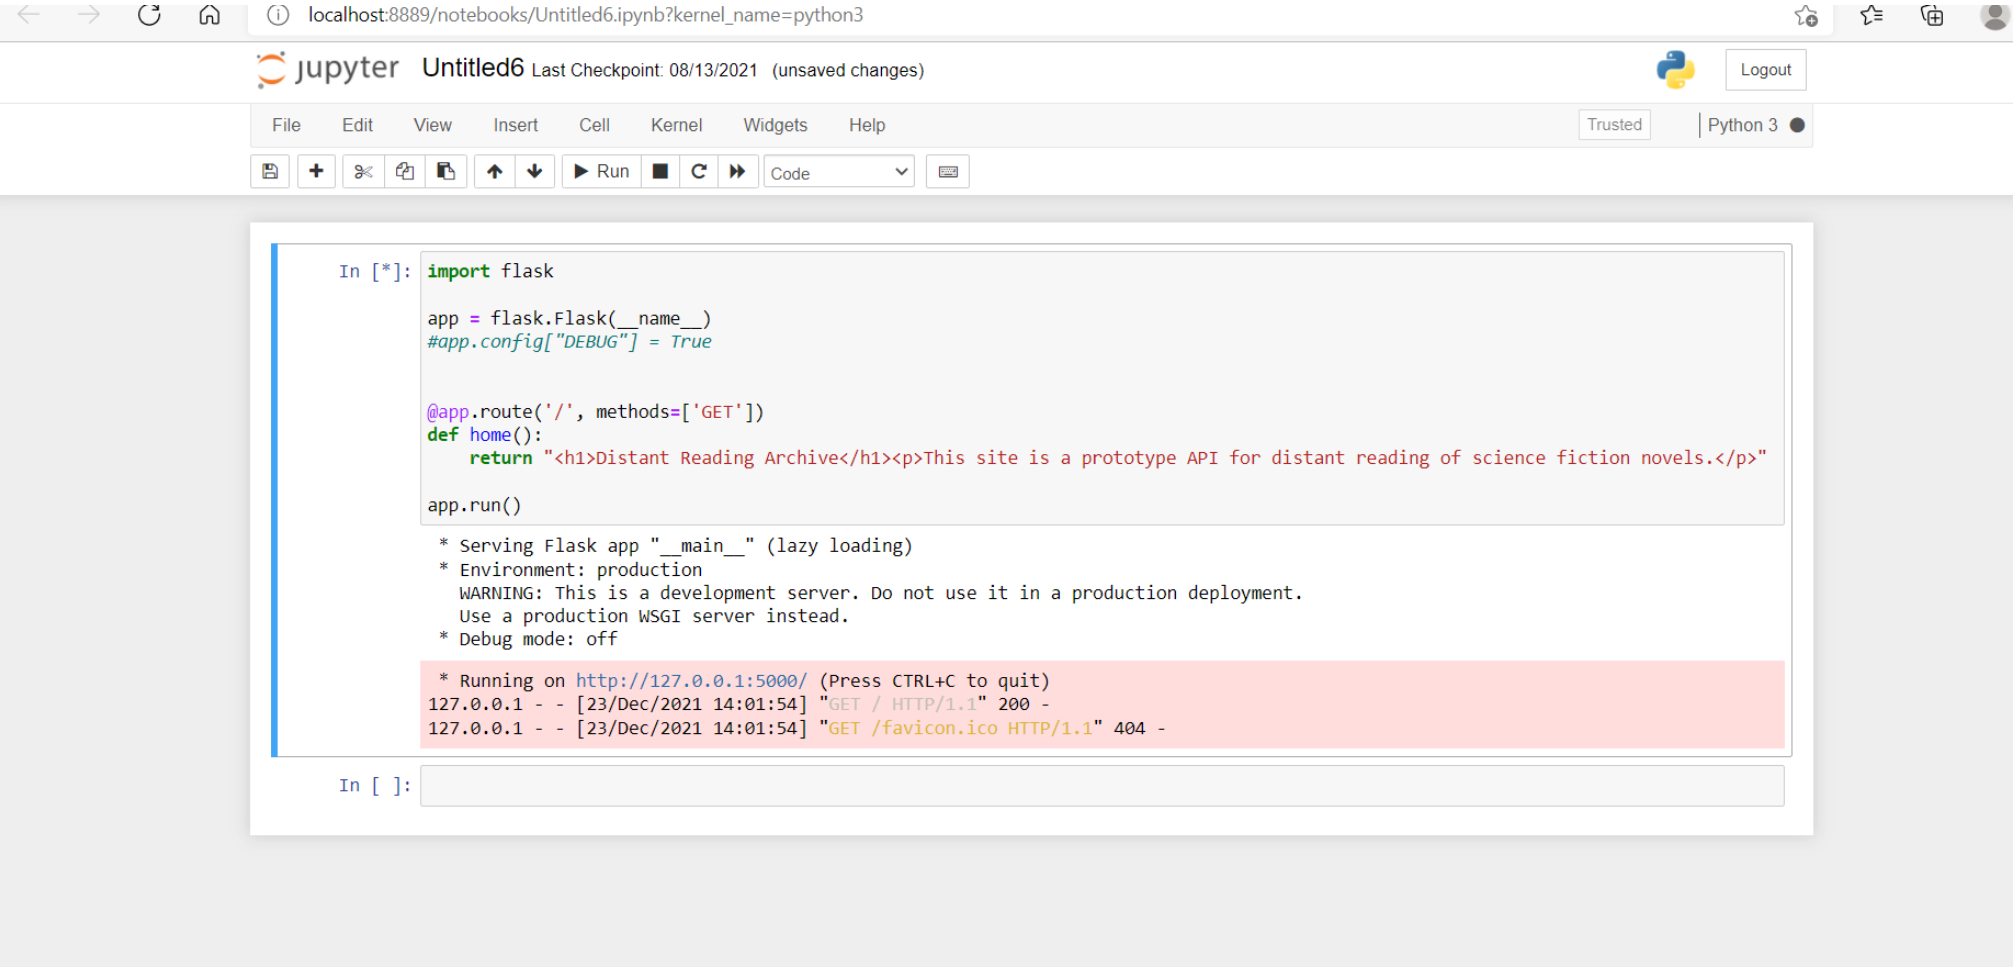 localhost:8889/notebooks/Untitled6.ipynb?kernel_name=python3
jupyter Untitled6 Last Checkpoint: 08/13/2021 (unsaved changes)
Logout
File Edit View Insert Cell Kernel Widgets Help
Trusted
Python 3
Run
Code
In [*]:
import flask
app = flask.Flask(__name__)
#app.config["DEBUG"] = True
@app.route('/', methods=['GET'])
def home():
    return "<h1>Distant Reading Archive</h1><p>This site is a prototype API for distant reading of science fiction novels.</p>"
app.run()
* Serving Flask app "__main__" (lazy loading)
* Environment: production
WARNING: This is a development server. Do not use it in a production deployment.
Use a production WSGI server instead.
* Debug mode: off
* Running on http://127.0.0.1:5000/ (Press CTRL+C to quit)
127.0.0.1 - - [23/Dec/2021 14:01:54] "GET / HTTP/1.1" 200 -
127.0.0.1 - - [23/Dec/2021 14:01:54] "GET /favicon.ico HTTP/1.1" 404 -
In [ ]: